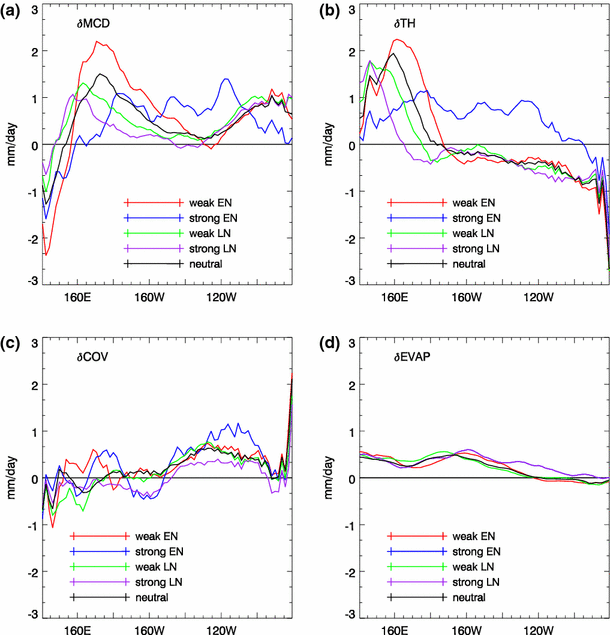 (a)
δMCD
3
2
1
0
-1
-2
-3
mm/day
weak EN
strong EN
weak LN
strong LN
neutral
160E 160W 120W
(b)
δTH
3
2
1
0
-1
-2
-3
mm/day
weak EN
strong EN
weak LN
strong LN
neutral
160E 160W 120W
(c)
δCOV
3
2
1
0
-1
-2
-3
mm/day
weak EN
strong EN
weak LN
strong LN
neutral
160E 160W 120W
(d)
δEVAP
3
2
1
0
-1
-2
-3
mm/day
weak EN
strong EN
weak LN
strong LN
neutral
160E 160W 120W